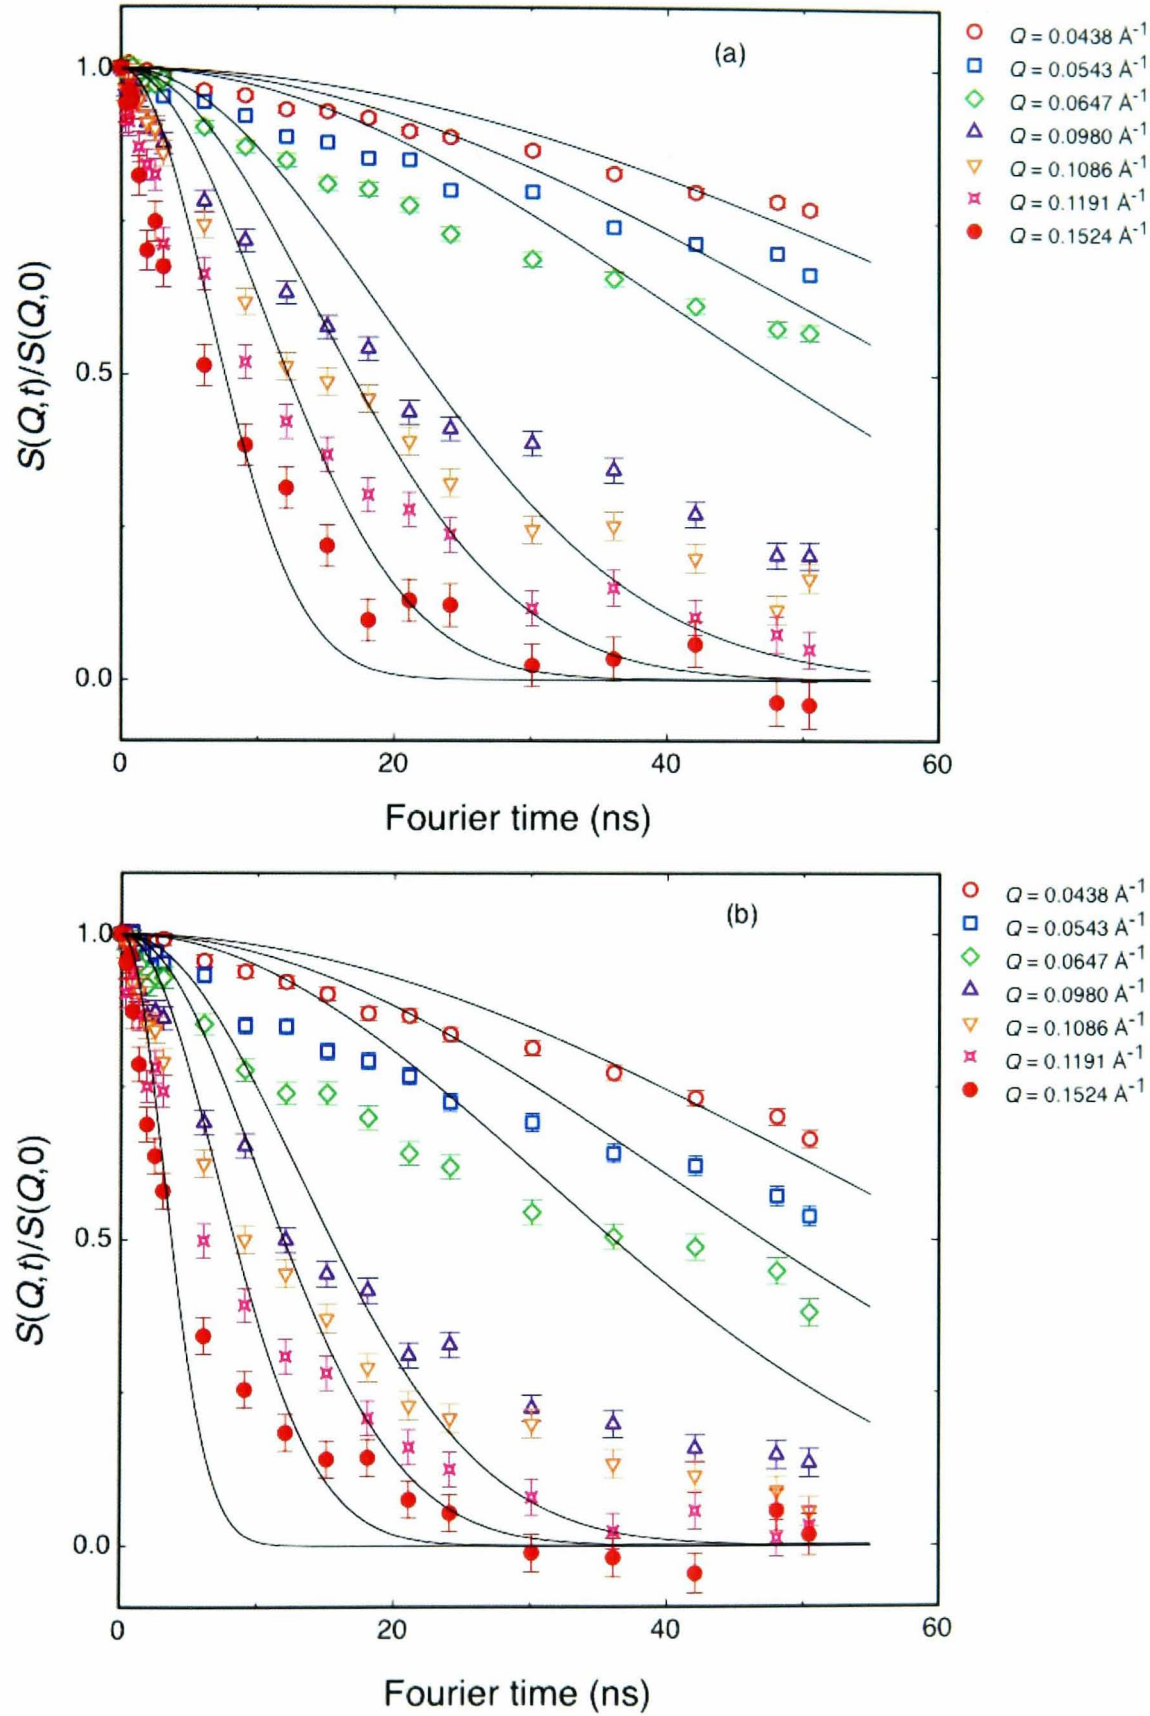 (a)
1.0
0.5
0.0
S(Q,t)/S(Q,0)
0 20 40 60
Fourier time (ns)
Q = 0.0438 A⁻¹
Q = 0.0543 A⁻¹
Q = 0.0647 A⁻¹
Q = 0.0980 A⁻¹
Q = 0.1086 A⁻¹
Q = 0.1191 A⁻¹
Q = 0.1524 A⁻¹
(b)
1.0
0.5
0.0
S(Q,t)/S(Q,0)
0 20 40 60
Fourier time (ns)
Q = 0.0438 A⁻¹
Q = 0.0543 A⁻¹
Q = 0.0647 A⁻¹
Q = 0.0980 A⁻¹
Q = 0.1086 A⁻¹
Q = 0.1191 A⁻¹
Q = 0.1524 A⁻¹